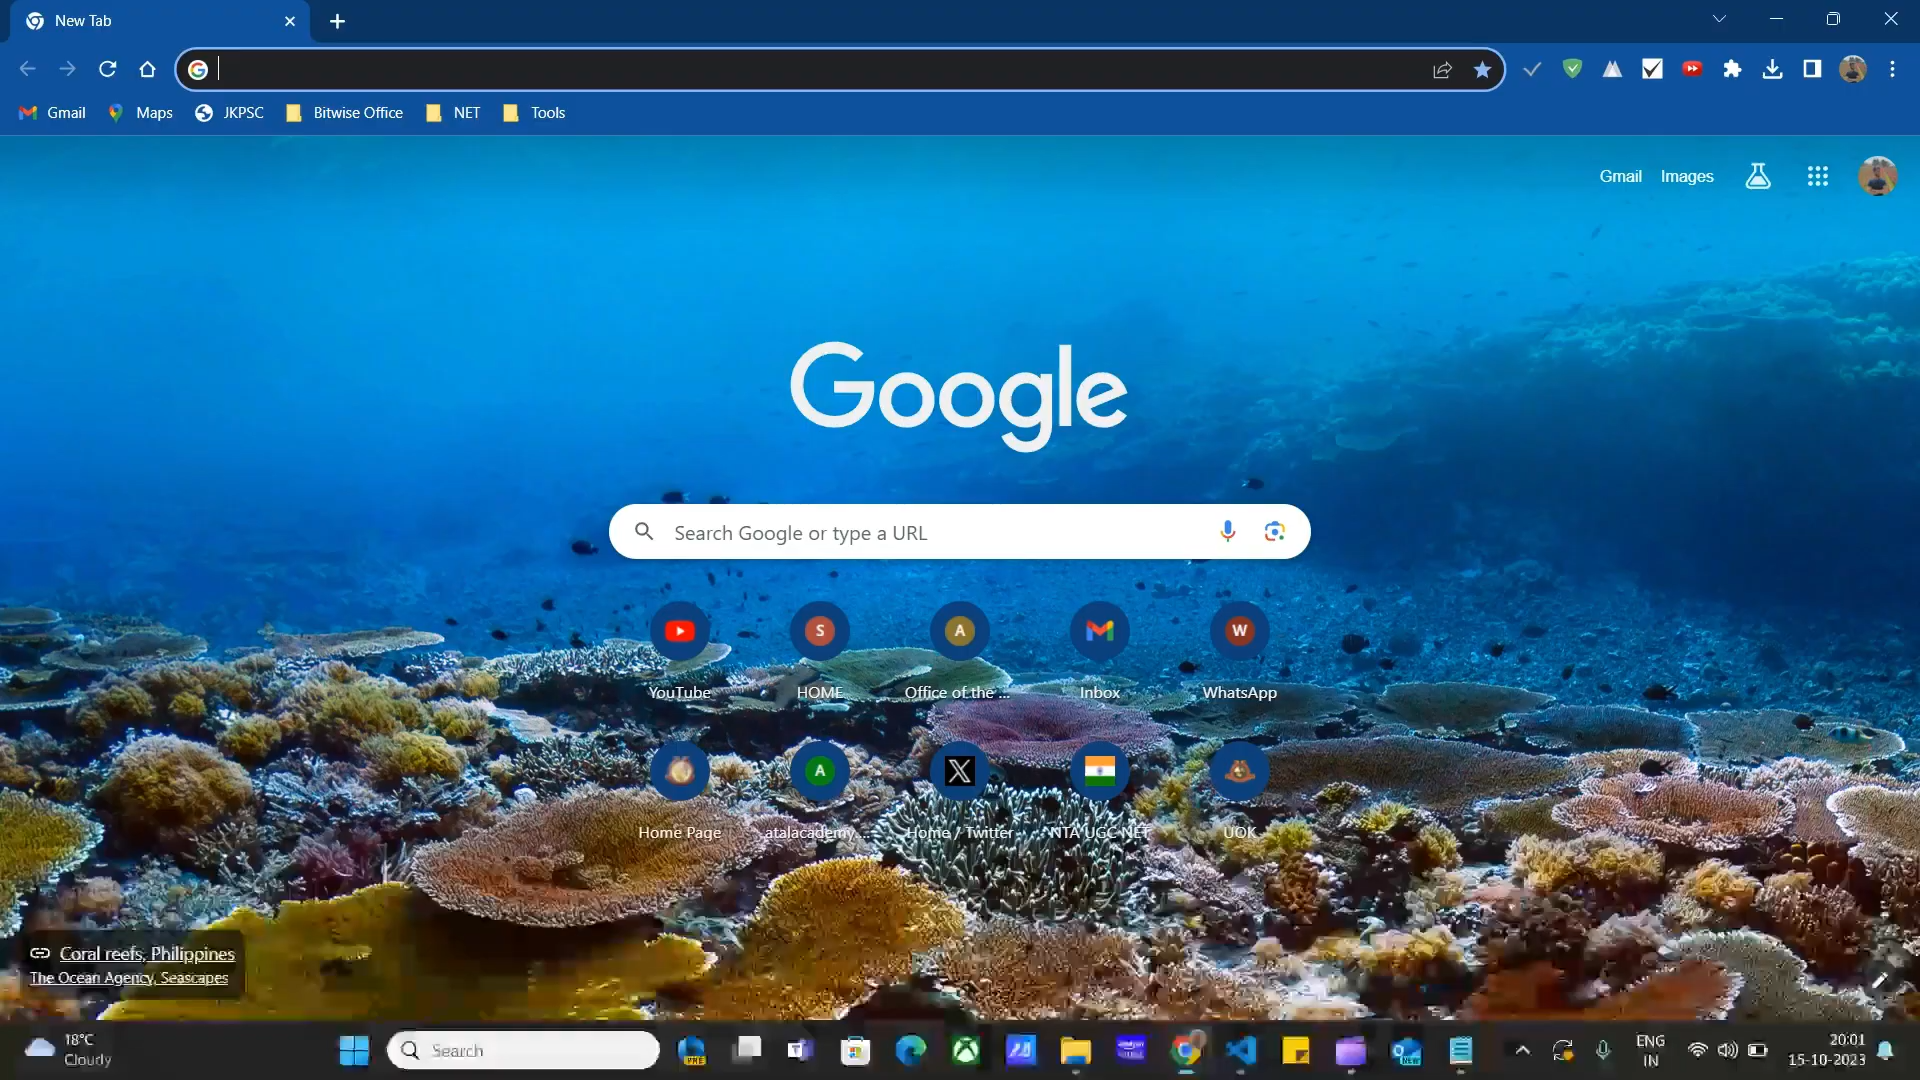 New Tab
Gmail
Maps
JKPSC
Bitwise Office
NET
Tools
Gmail
Images
Google
Search Google or type a URL
S
A
W
YouTube
HOME
Office of the ...
Inbox
WhatsApp
A
X
Home Page
atalacademy....
Home / Twitter
NTA UGC NET
UOK
Coral reefs, Philippines
The Ocean Agency, Seascapes
18°C
Cloudy
Search
PRE
NEW
ENG
IN
20:01
15-10-2023